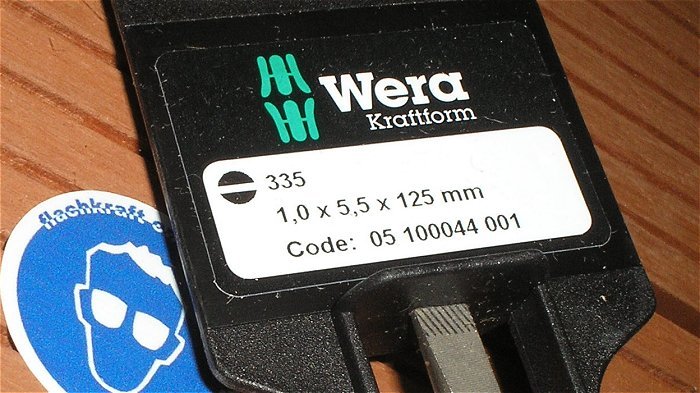 Wera
Kraftform
335
1,0 x 5,5 x 125 mm
Code: 05 100044 001